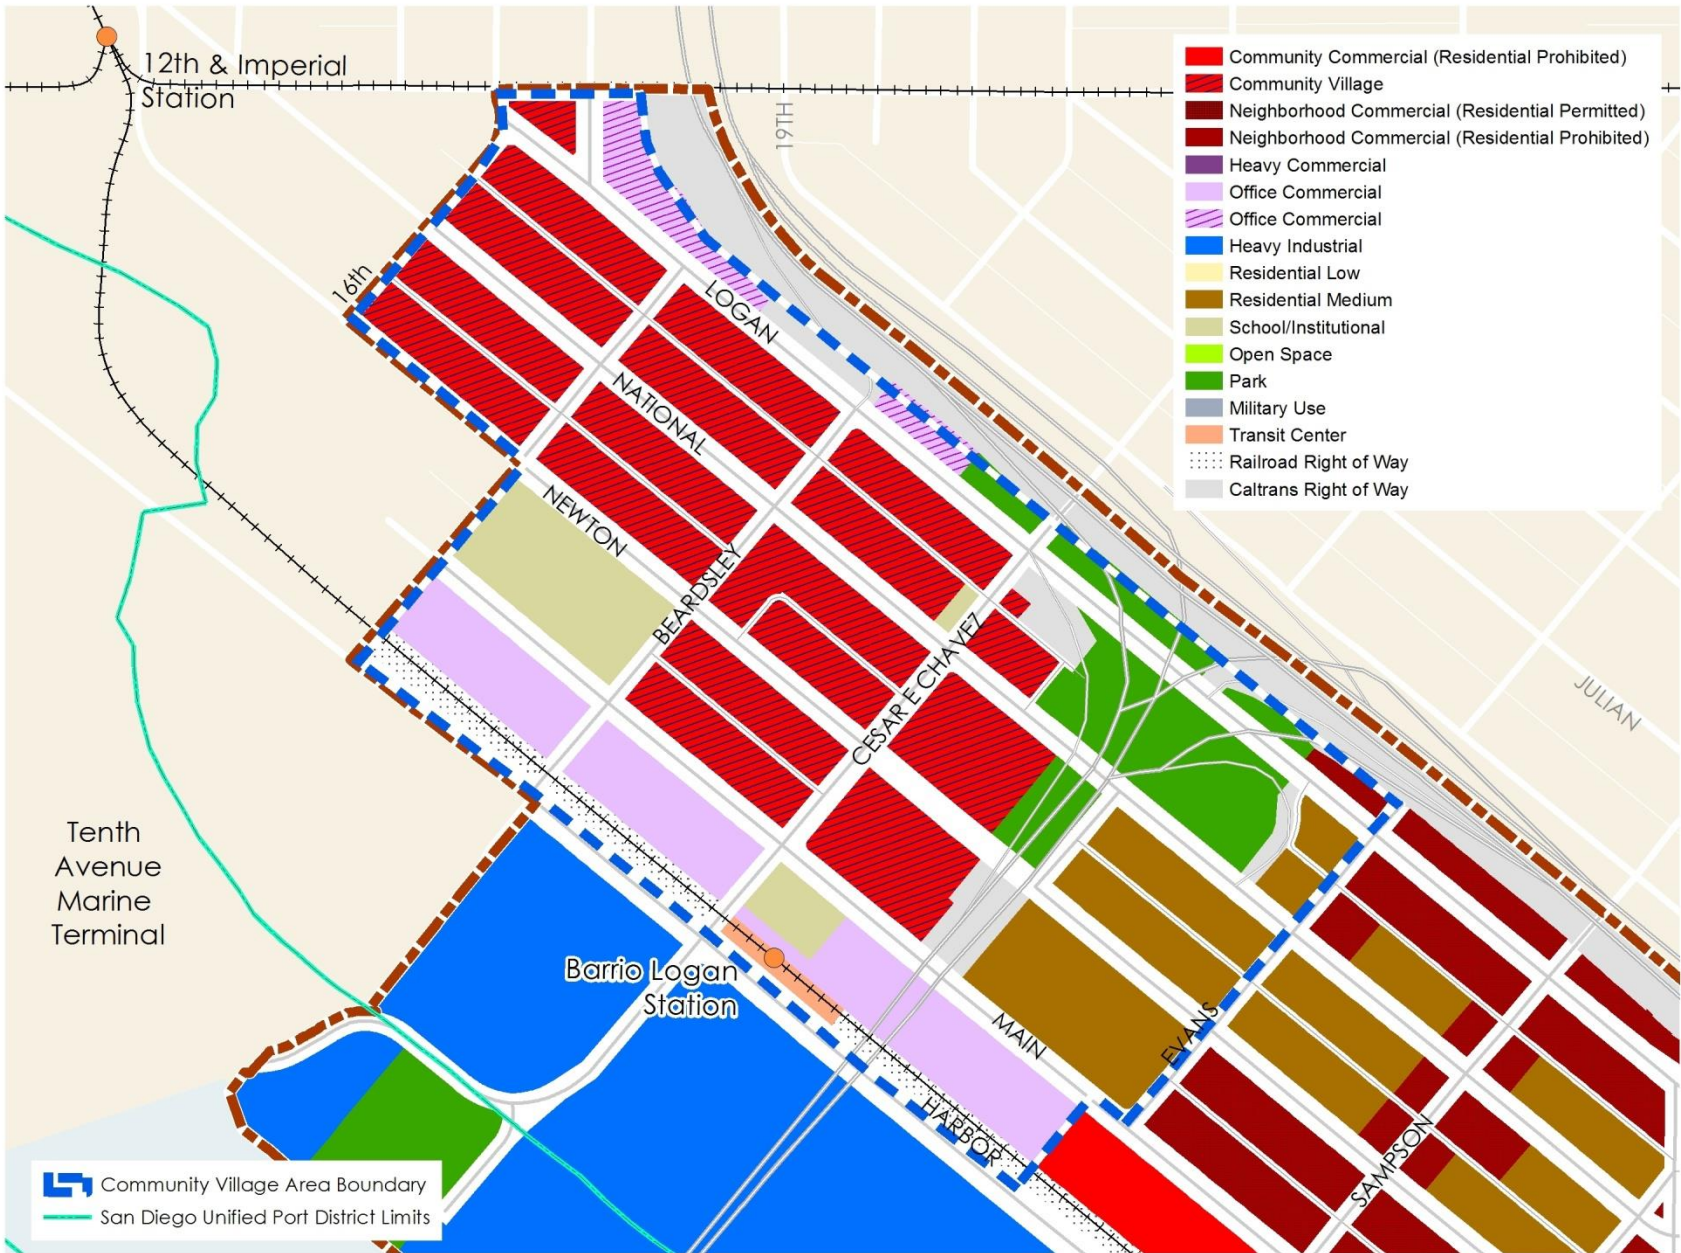 12th & Imperial
Station
19TH
Community Commercial (Residential Prohibited)
Community Village
Neighborhood Commercial (Residential Permitted)
Neighborhood Commercial (Residential Prohibited)
Heavy Commercial
Office Commercial
Office Commercial
Heavy Industrial
Residential Low
Residential Medium
School/Institutional
Open Space
Park
Military Use
Transit Center
Railroad Right of Way
Caltrans Right of Way
16th
LOGAN
NATIONAL
NEWTON
BEARDSLEY
CESAR E CHAVEZ
JULIAN
Tenth
Avenue
Marine
Terminal
Barrio Logan
Station
MAIN
EVANS
HARBOR
SAMPSON
Community Village Area Boundary
San Diego Unified Port District Limits